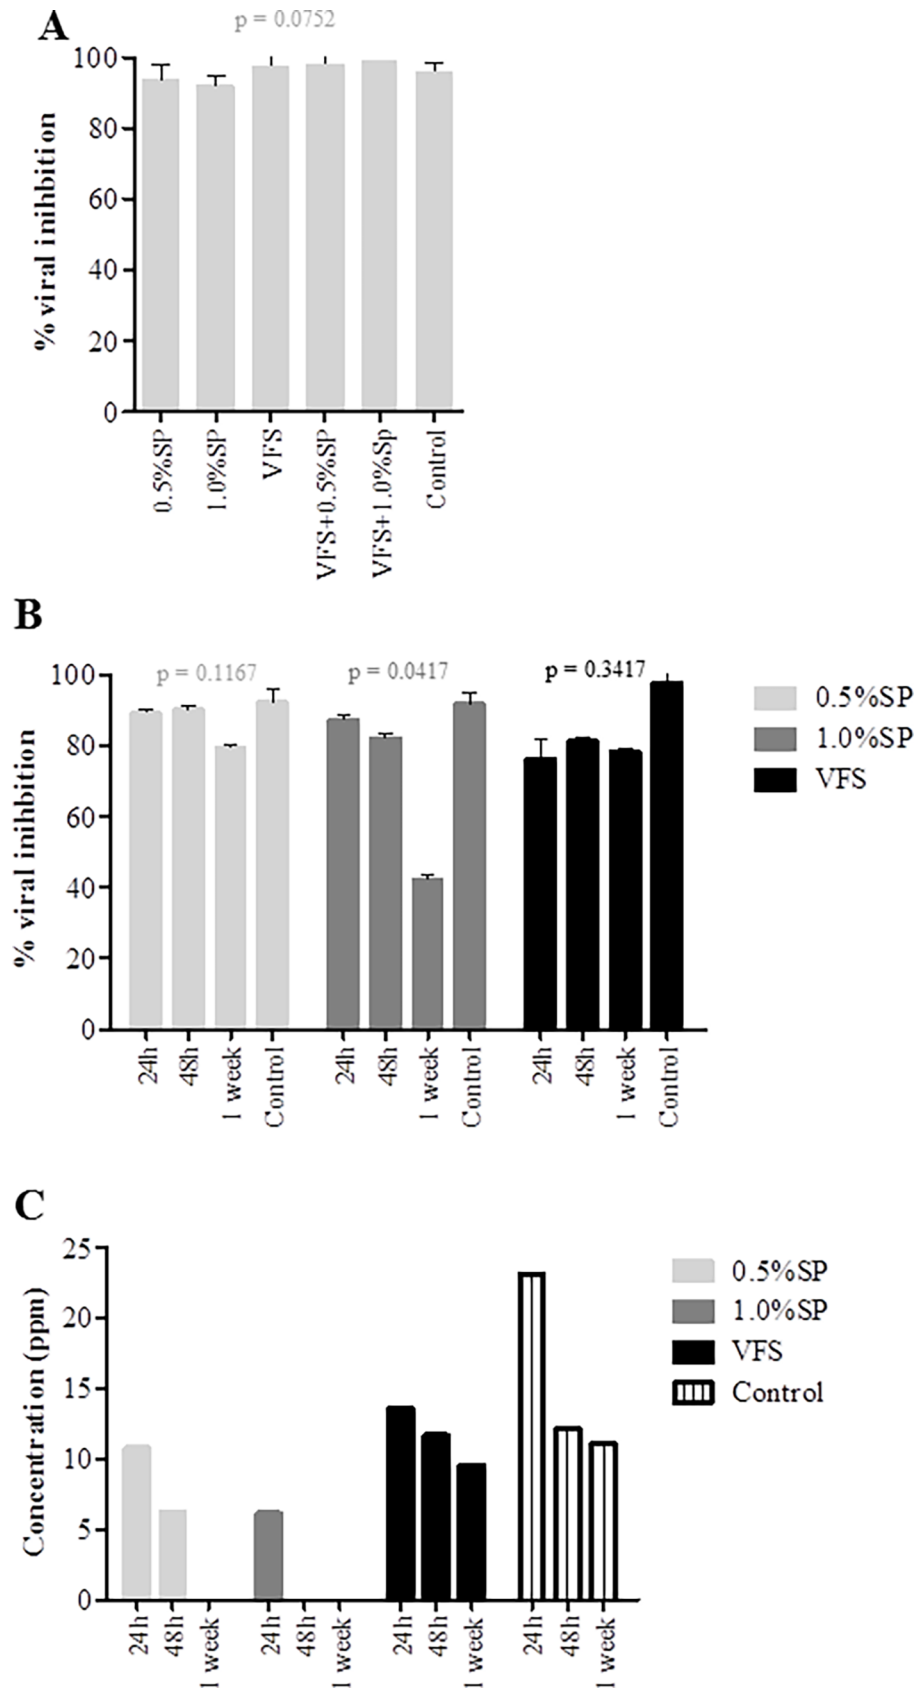 A
p = 0.0752
% viral inihbition
100
80
60
40
20
0
0.5%SP
1.0%SP
VFS
VFS+0.5%SP
VFS+1.0%Sp
Control
B
p = 0.1167
p = 0.0417
p = 0.3417
% viral inihbition
100
80
60
40
20
0
24h
48h
1 week
Control
24h
48h
1 week
Control
24h
48h
1 week
Control
0.5%SP
1.0%SP
VFS
C
Concentration (ppm)
25
20
15
10
5
0
24h
48h
1 week
24h
48h
1 week
24h
48h
1 week
24h
48h
1 week
0.5%SP
1.0%SP
VFS
Control